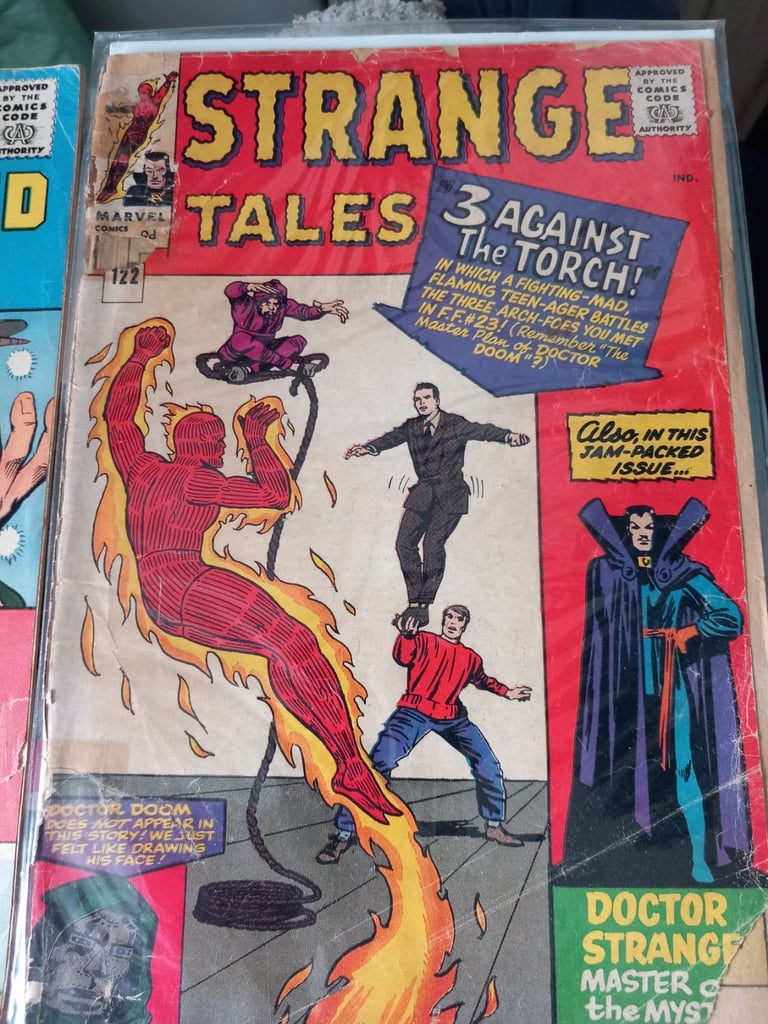 APPROVED
BY THE
COMICS
CODE
AUTHORITY
D
STRANGE
TALES
APPROVED
BY THE
COMICS
CODE
AUTHORITY
IND.
MARVEL
COMICS 9d
122
"3 AGAINST
The TORCH!"
IN WHICH A FIGHTING-MAD,
FLAMING TEEN-AGER BATTLES
THE THREE ARCH-FOES YOU MET
IN F.F.#23! (Remember "The
Master Plan of DOCTOR
DOOM"?)
Also, IN THIS
JAM-PACKED
ISSUE...
DOCTOR DOOM
DOES NOT APPEAR IN
THIS STORY! WE JUST
FELT LIKE DRAWING
HIS FACE!
DOCTOR
STRANGE
MASTER
the MYST